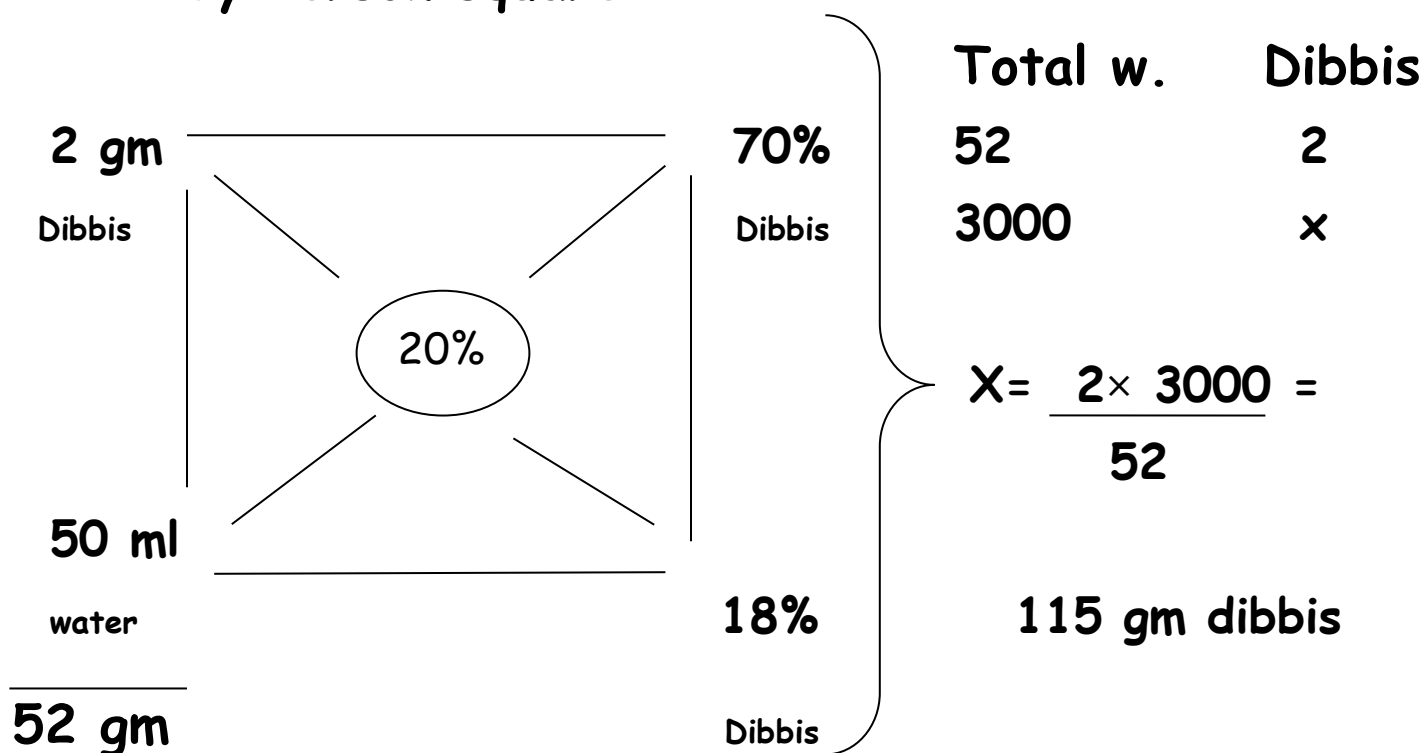 2 gm
Dibbis
70%
Dibbis
20%
50 ml
water
52 gm
18%
Dibbis
Total w. Dibbis
52 2
3000 x
X= 2× 3000 =
52
115 gm dibbis